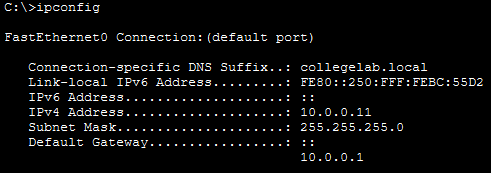 C:\>ipconfig
FastEthernet0 Connection:(default port)
Connection-specific DNS Suffix..: collegelab.local
Link-local IPv6 Address.........: FE80::250:FFF:FEBC:55D2
IPv6 Address....................: ::
IPv4 Address....................: 10.0.0.11
Subnet Mask.....................: 255.255.255.0
Default Gateway.................: ::
10.0.0.1